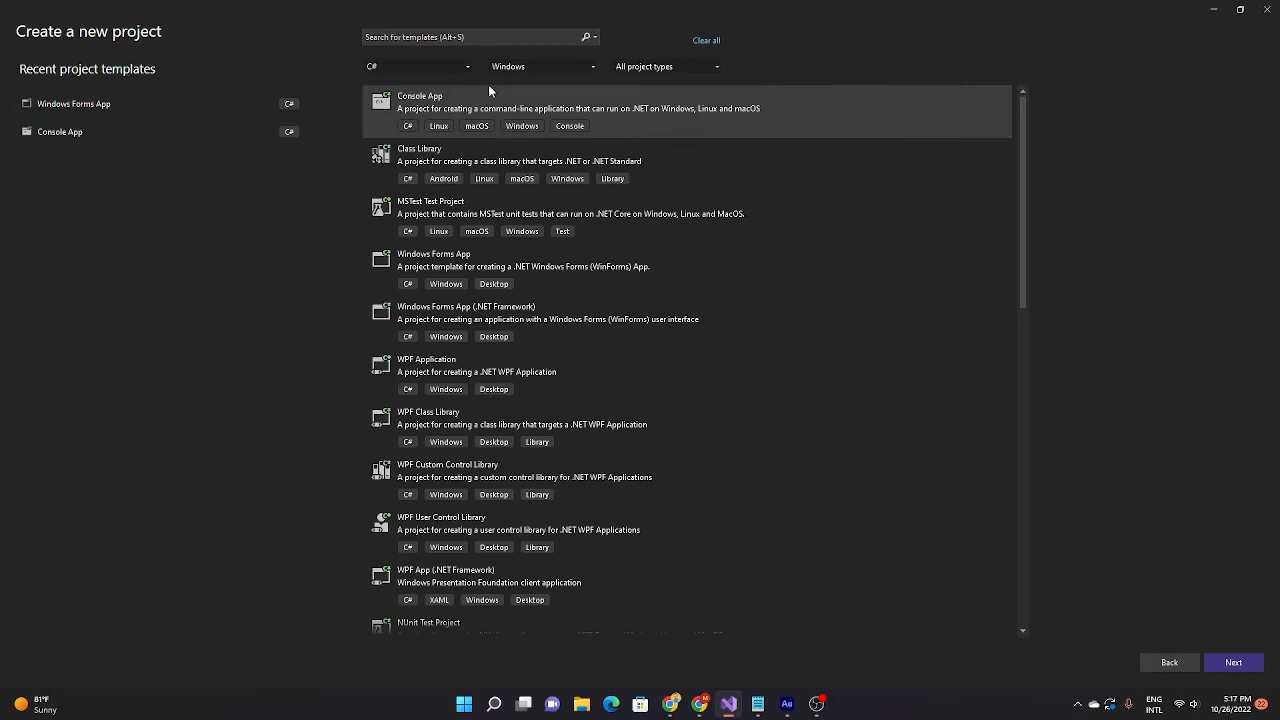 Create a new project
Search for templates (Alt+S)
Clear all
C# Windows All project types
Recent project templates
Windows Forms App C#
Console App C#
Console App
A project for creating a command-line application that can run on .NET on Windows, Linux and macOS
C# Linux macOS Windows Console
Class Library
A project for creating a class library that targets .NET or .NET Standard
C# Android Linux macOS Windows Library
MSTest Test Project
A project that contains MSTest unit tests that can run on .NET Core on Windows, Linux and MacOS.
C# Linux macOS Windows Test
Windows Forms App
A project template for creating a .NET Windows Forms (WinForms) App.
C# Windows Desktop
Windows Forms App (.NET Framework)
A project for creating an application with a Windows Forms (WinForms) user interface
C# Windows Desktop
WPF Application
A project for creating a .NET WPF Application
C# Windows Desktop
WPF Class Library
A project for creating a class library that targets a .NET WPF Application
C# Windows Desktop Library
WPF Custom Control Library
A project for creating a custom control library for .NET WPF Applications
C# Windows Desktop Library
WPF User Control Library
A project for creating a user control library for .NET WPF Applications
C# Windows Desktop Library
WPF App (.NET Framework)
Windows Presentation Foundation client application
C# XAML Windows Desktop
NUnit Test Project
Back Next
81°F
Sunny
Au
ENG
INTL
5:17 PM
10/26/2022